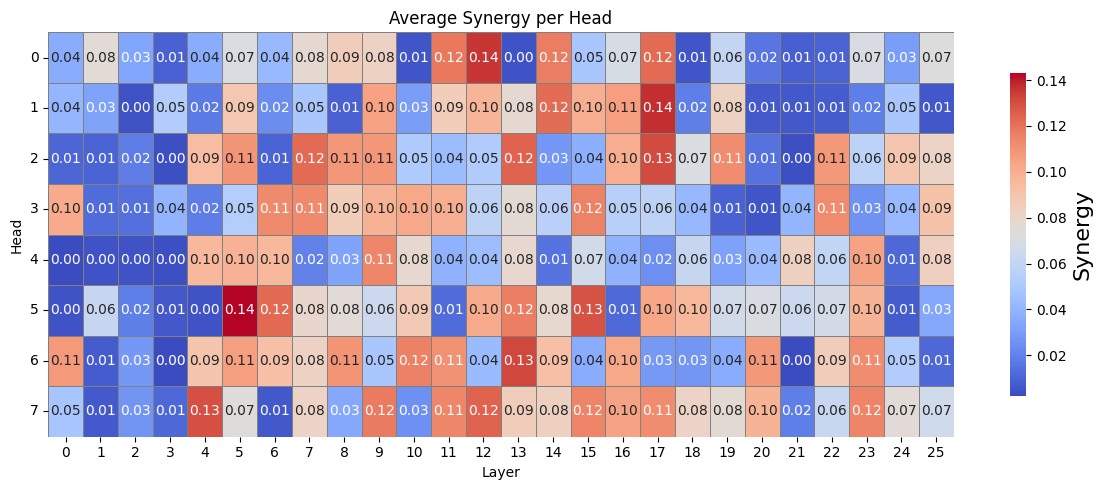 Average Synergy per Head
0 0.04 0.08 0.03 0.01 0.04 0.07 0.04 0.08 0.09 0.08 0.01 0.12 0.14 0.00 0.12 0.05 0.07 0.12 0.01 0.06 0.02 0.01 0.01 0.07 0.03 0.07
1 0.04 0.03 0.00 0.05 0.02 0.09 0.02 0.05 0.01 0.10 0.03 0.09 0.10 0.08 0.12 0.10 0.11 0.14 0.02 0.08 0.01 0.01 0.01 0.02 0.05 0.01
2 0.01 0.01 0.02 0.00 0.09 0.11 0.01 0.12 0.11 0.11 0.05 0.04 0.05 0.12 0.03 0.04 0.10 0.13 0.07 0.11 0.01 0.00 0.11 0.06 0.09 0.08
3 0.10 0.01 0.01 0.04 0.02 0.05 0.11 0.11 0.09 0.10 0.10 0.10 0.06 0.08 0.06 0.12 0.05 0.06 0.04 0.01 0.01 0.04 0.11 0.03 0.04 0.09
4 0.00 0.00 0.00 0.00 0.10 0.10 0.10 0.02 0.03 0.11 0.08 0.04 0.04 0.08 0.01 0.07 0.04 0.02 0.06 0.03 0.04 0.08 0.06 0.10 0.01 0.08
5 0.00 0.06 0.02 0.01 0.00 0.14 0.12 0.08 0.08 0.06 0.09 0.01 0.10 0.12 0.08 0.13 0.01 0.10 0.10 0.07 0.07 0.06 0.07 0.10 0.01 0.03
6 0.11 0.01 0.03 0.00 0.09 0.11 0.09 0.08 0.11 0.05 0.12 0.11 0.04 0.13 0.09 0.04 0.10 0.03 0.03 0.04 0.11 0.00 0.09 0.11 0.05 0.01
7 0.05 0.01 0.03 0.01 0.13 0.07 0.01 0.08 0.03 0.12 0.03 0.11 0.12 0.09 0.08 0.12 0.10 0.11 0.08 0.08 0.10 0.02 0.06 0.12 0.07 0.07
0 1 2 3 4 5 6 7 8 9 10 11 12 13 14 15 16 17 18 19 20 21 22 23 24 25
Layer
Head
0.14
0.12
0.10
0.08
0.06
0.04
0.02
Synergy